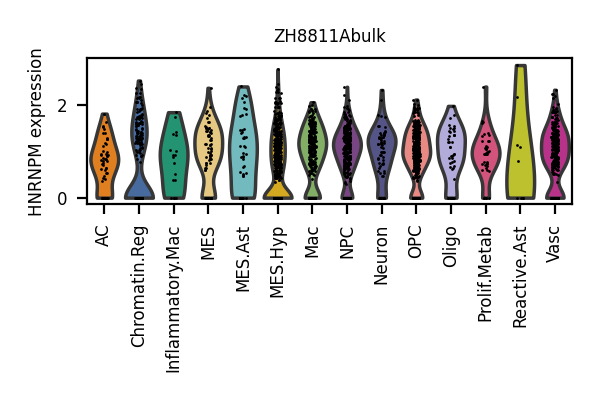 ZH8811Abulk
HNRNPM expression
2
0
AC
Chromatin.Reg
Inflammatory.Mac
MES
MES.Ast
MES.Hyp
Mac
NPC
Neuron
OPC
Oligo
Prolif.Metab
Reactive.Ast
Vasc